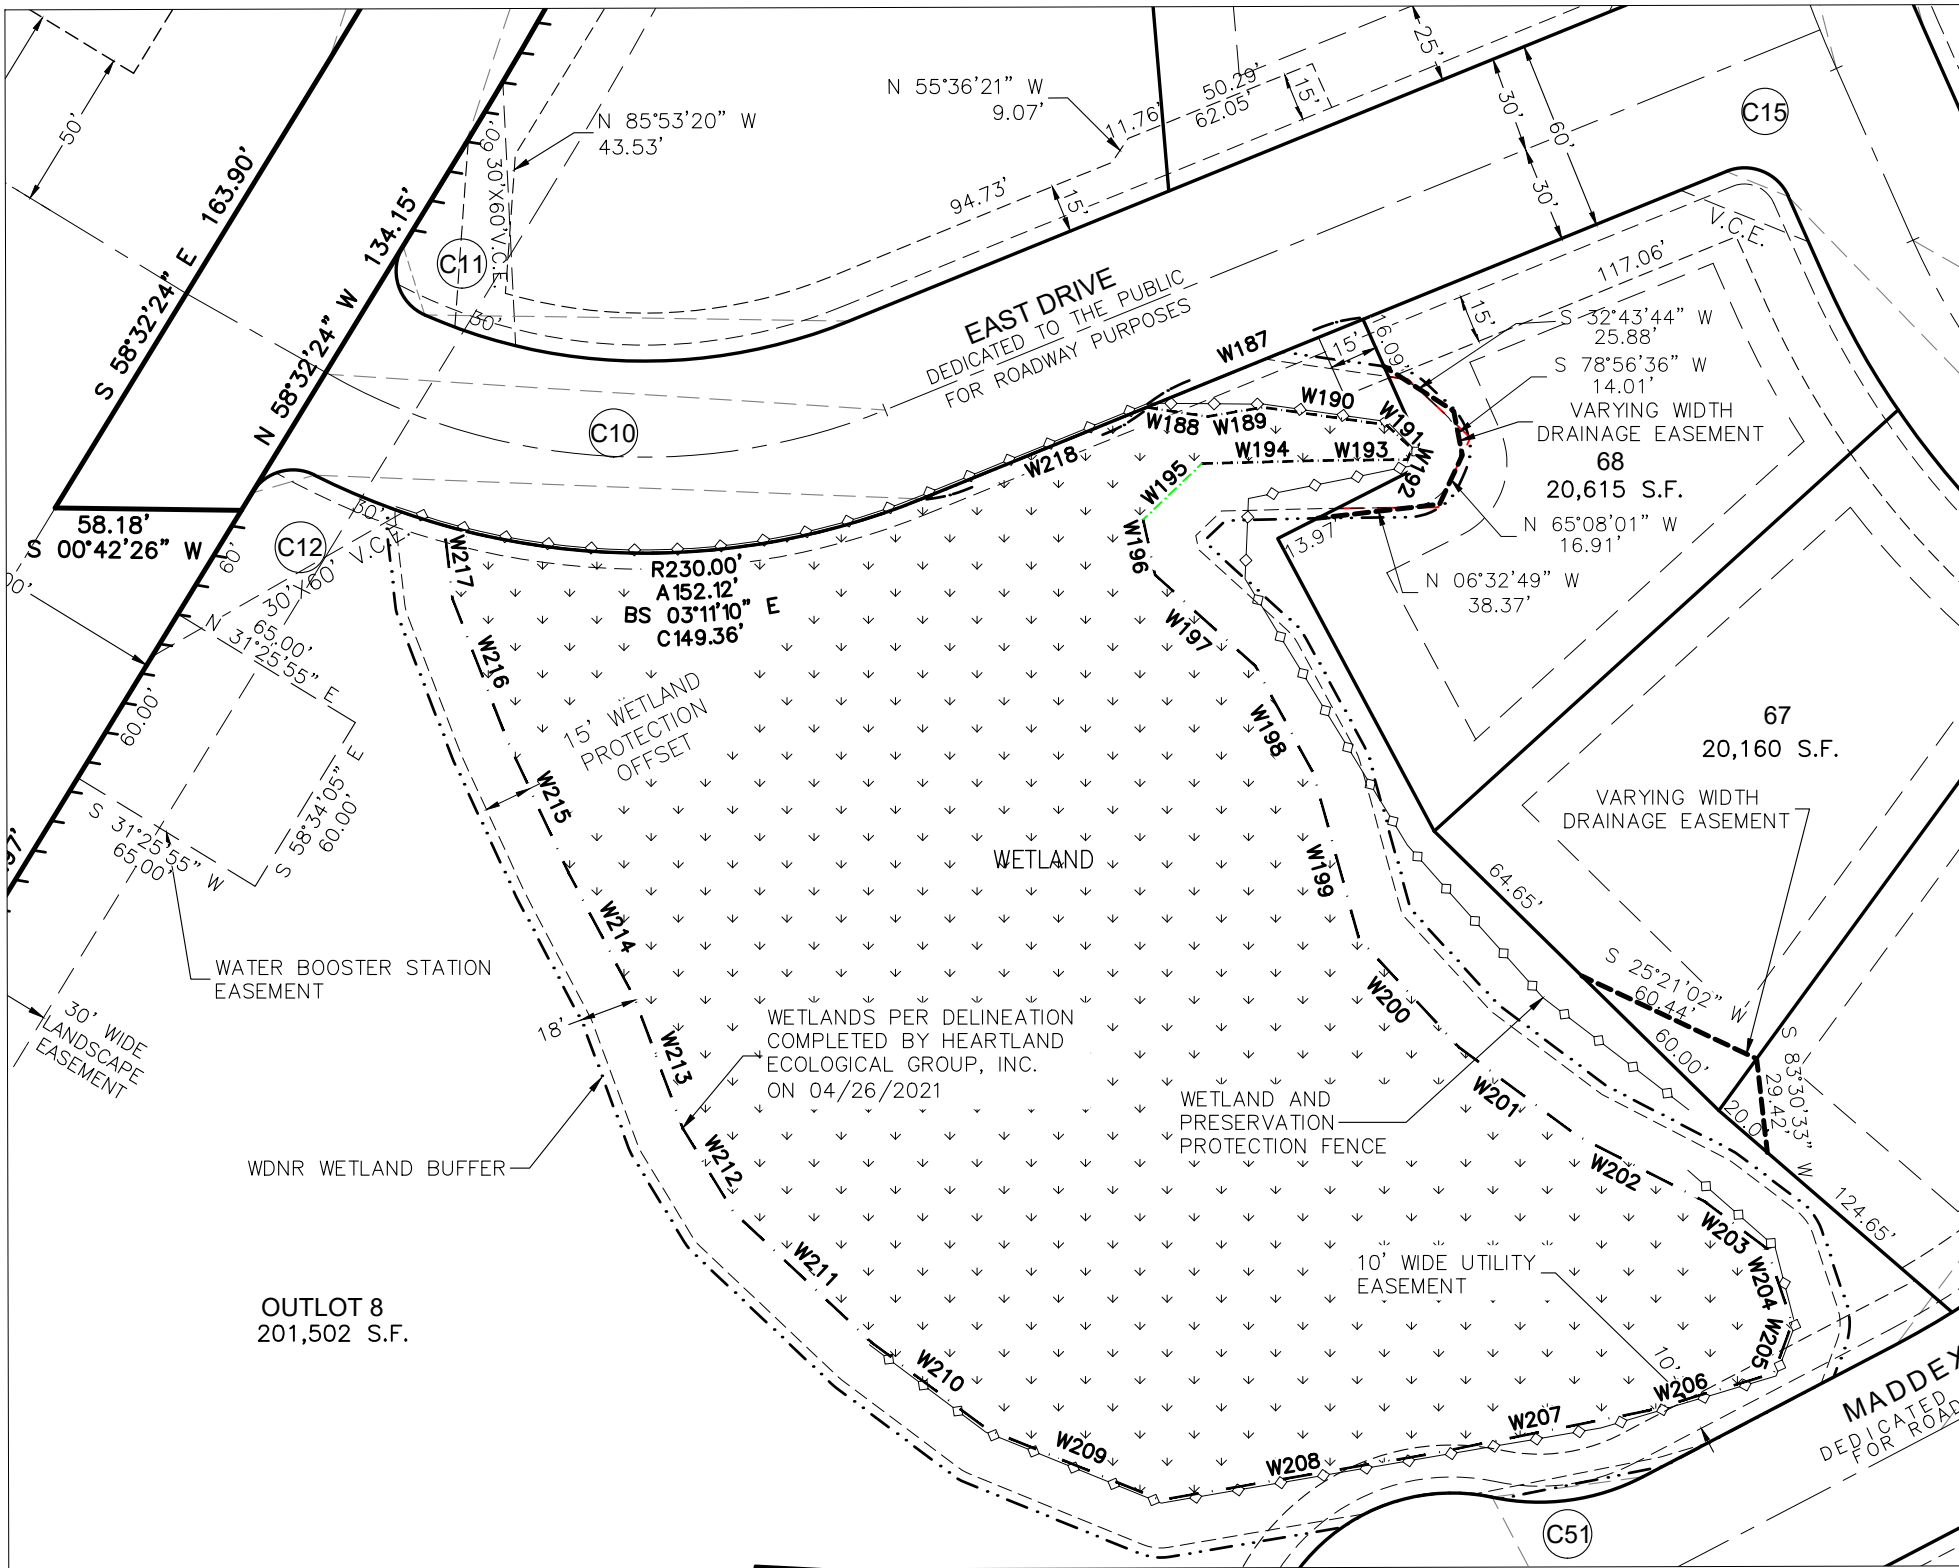 50'
163.90'
S 58°32'24" E
134.15'
N 58°32'24" W
60'
30'X60'V.C.E.
N 85°53'20" W
43.53'
N 55°36'21" W
9.07'
11.76'
50.29'
62.05'
15'
25'
94.73'
15'
30'
60'
30'
C15
C11
30'
EAST DRIVE
DEDICATED TO THE PUBLIC
FOR ROADWAY PURPOSES
V.C.E.
117.06'
15'
W187
15'
16.09'
S 32°43'44" W
25.88'
S 78°56'36" W
14.01'
VARYING WIDTH
DRAINAGE EASEMENT
68
20,615 S.F.
N 65°08'01" W
16.91'
N 06°32'49" W
38.37'
13.97'
C10
W188
W189
W190
W191
W192
W193
W194
W195
W196
W197
W198
W199
W200
W201
W202
W203
W204
W205
W206
W207
W208
W209
W210
W211
W212
W213
W214
W215
W216
W217
W218
58.18'
S 00°42'26" W
C12
30'
V.C.E.
60'
30'X60'
R230.00'
A152.12'
BS 03°11'10" E
C149.36'
65.00'
N 31°25'55" E
60.00'
S 58°34'05" E
60.00'
S 31°25'55" W
65.00'
15' WETLAND
PROTECTION
OFFSET
WETLAND
67
20,160 S.F.
VARYING WIDTH
DRAINAGE EASEMENT
64.65'
S 25°21'02" W
60.44'
60.00'
S 83°30'33" W
29.42'
124.65'
WATER BOOSTER STATION
EASEMENT
30' WIDE
LANDSCAPE
EASEMENT
18'
WETLANDS PER DELINEATION
COMPLETED BY HEARTLAND
ECOLOGICAL GROUP, INC.
ON 04/26/2021
WDNR WETLAND BUFFER
WETLAND AND
PRESERVATION
PROTECTION FENCE
10' WIDE UTILITY
EASEMENT
10'
OUTLOT 8
201,502 S.F.
MADDEX
DEDICATED
FOR ROAD
C51